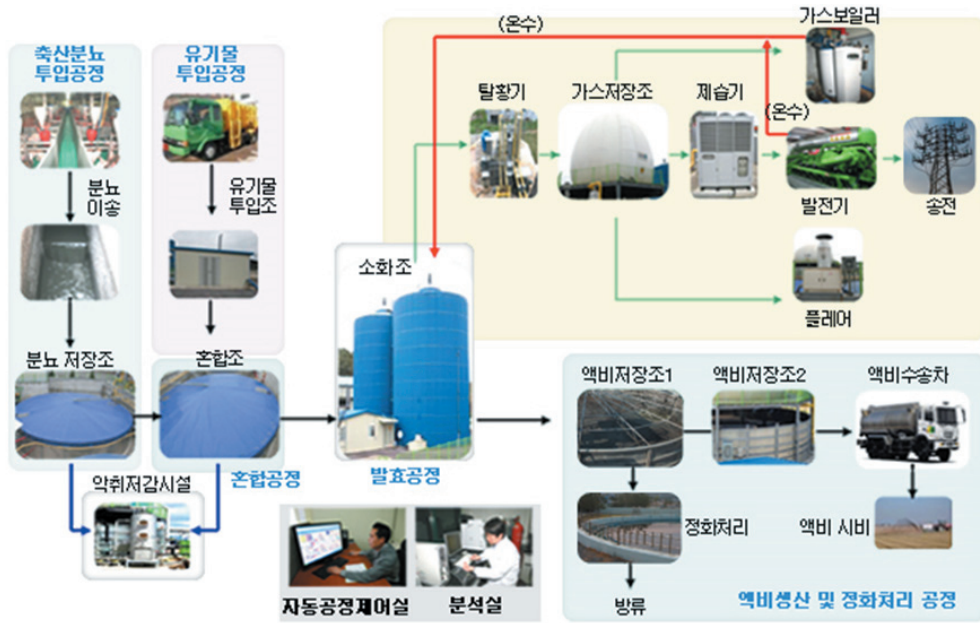 축산분뇨
투입공정
유기물
투입공정
분뇨
이송
유기물
투입조
분뇨 저장조
혼합조
혼합공정
악취저감시설
소화조
발효공정
(온수)
가스보일러
탈황기
가스저장조
제습기
(온수)
발전기
송전
플레어
액비저장조1
액비저장조2
액비수송차
정화처리
액비 시비
방류
액비생산 및 정화처리 공정
자동공정제어실
분석실